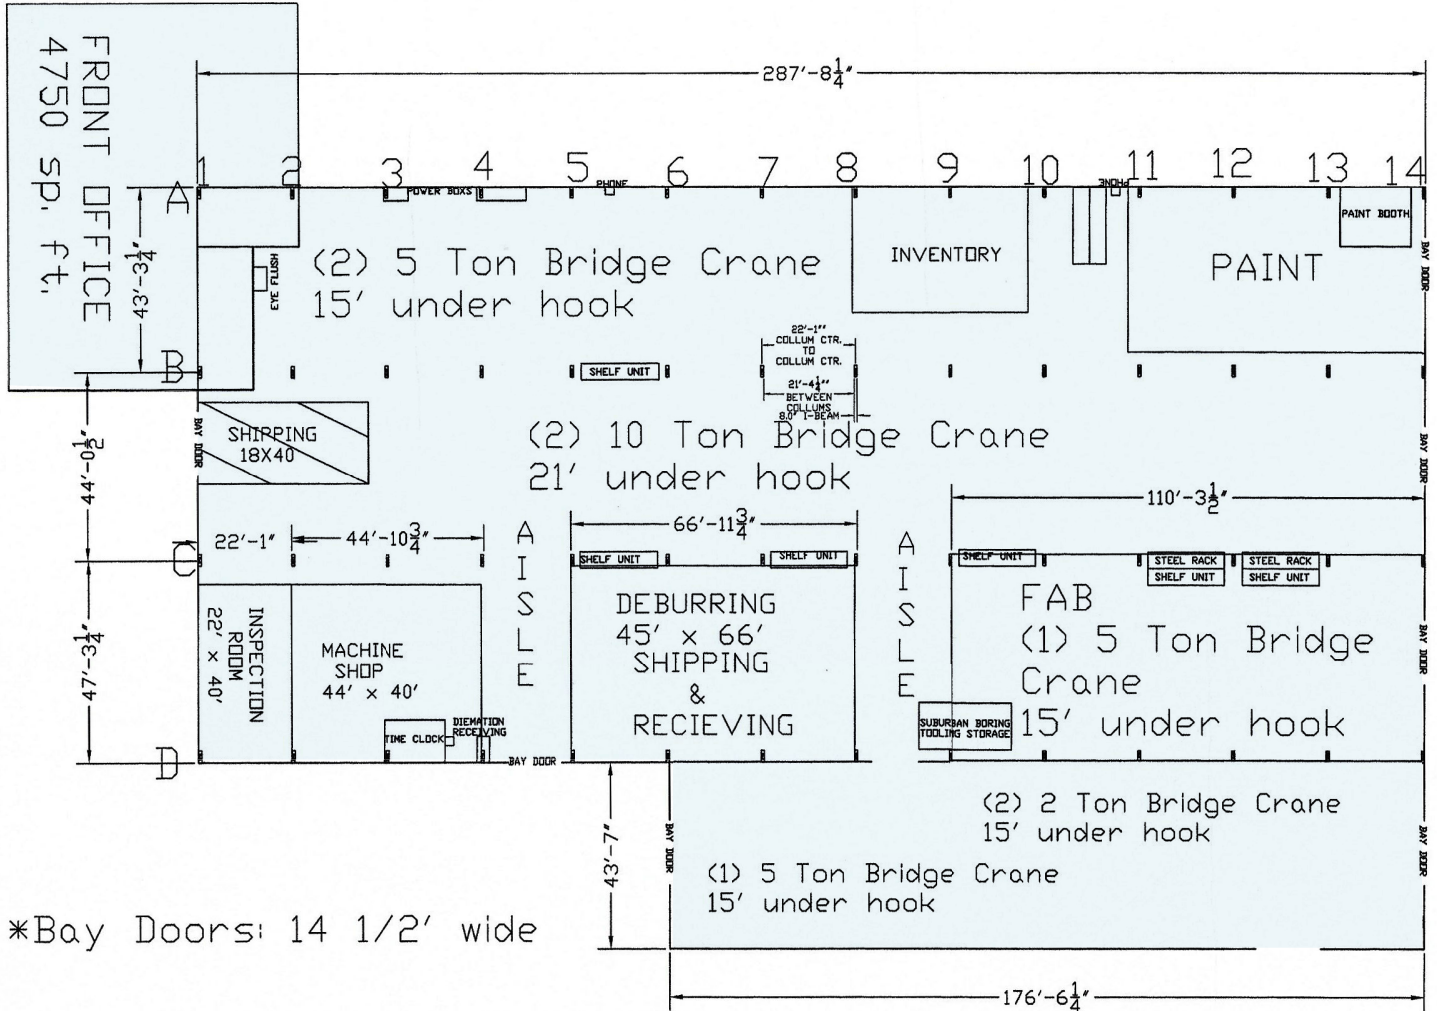 FRONT OFFICE
4750 sp. ft.
287'-8 1/4"
1
2
3
4
5
6
7
8
9
10
11
12
13
14
A
POWER BOXS
PHONE
PHONE
PAINT BOOTH
BAY DOOR
43'-3 1/4"
EYE FLUSH
(2) 5 Ton Bridge Crane
15' under hook
INVENTORY
PAINT
22'-1"
COLLUM CTR.
TO
COLLUM CTR.
B
SHELF UNIT
21'-4 1/4"
BETWEEN
COLLUMS
8.0" I-BEAM
44'-0 1/2"
BAY DOOR
SHIPPING
18X40
(2) 10 Ton Bridge Crane
21' under hook
BAY DOOR
110'-3 1/2"
22'-1"
44'-10 3/4"
AISLE
66'-11 3/4"
AISLE
C
SHELF UNIT
SHELF UNIT
SHELF UNIT
STEEL RACK
SHELF UNIT
STEEL RACK
SHELF UNIT
47'-3 1/4"
INSPECTION
ROOM
22' x 40'
MACHINE
SHOP
44' x 40'
DEBURRING
45' x 66'
SHIPPING
&
RECIEVING
FAB
(1) 5 Ton Bridge
Crane
15' under hook
BAY DOOR
TIME CLOCK
DIEMATION
RECEIVING
SUBURBAN BORING
TOOLING STORAGE
D
BAY DOOR
43'-7"
BAY DOOR
(2) 2 Ton Bridge Crane
15' under hook
BAY DOOR
(1) 5 Ton Bridge Crane
15' under hook
*Bay Doors: 14 1/2' wide
176'-6 1/4"